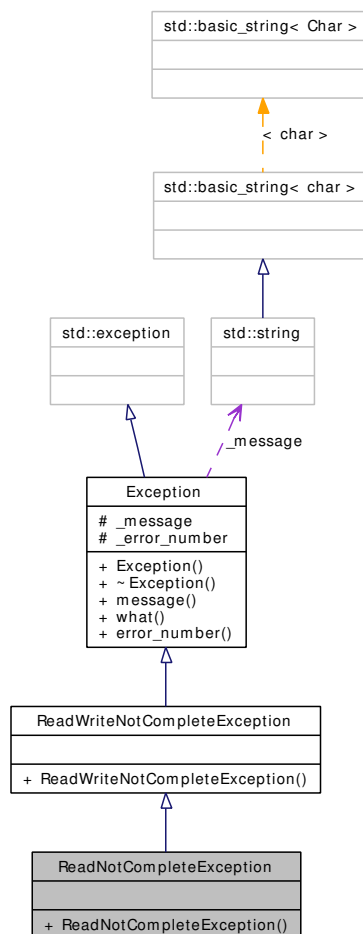 std::basic_string< Char >
< char >
std::basic_string< char >
std::exception
std::string
_message
Exception
# _message
# _error_number
+ Exception()
+ ~Exception()
+ message()
+ what()
+ error_number()
ReadWriteNotCompleteException
+ ReadWriteNotCompleteException()
ReadNotCompleteException
+ ReadNotCompleteException()